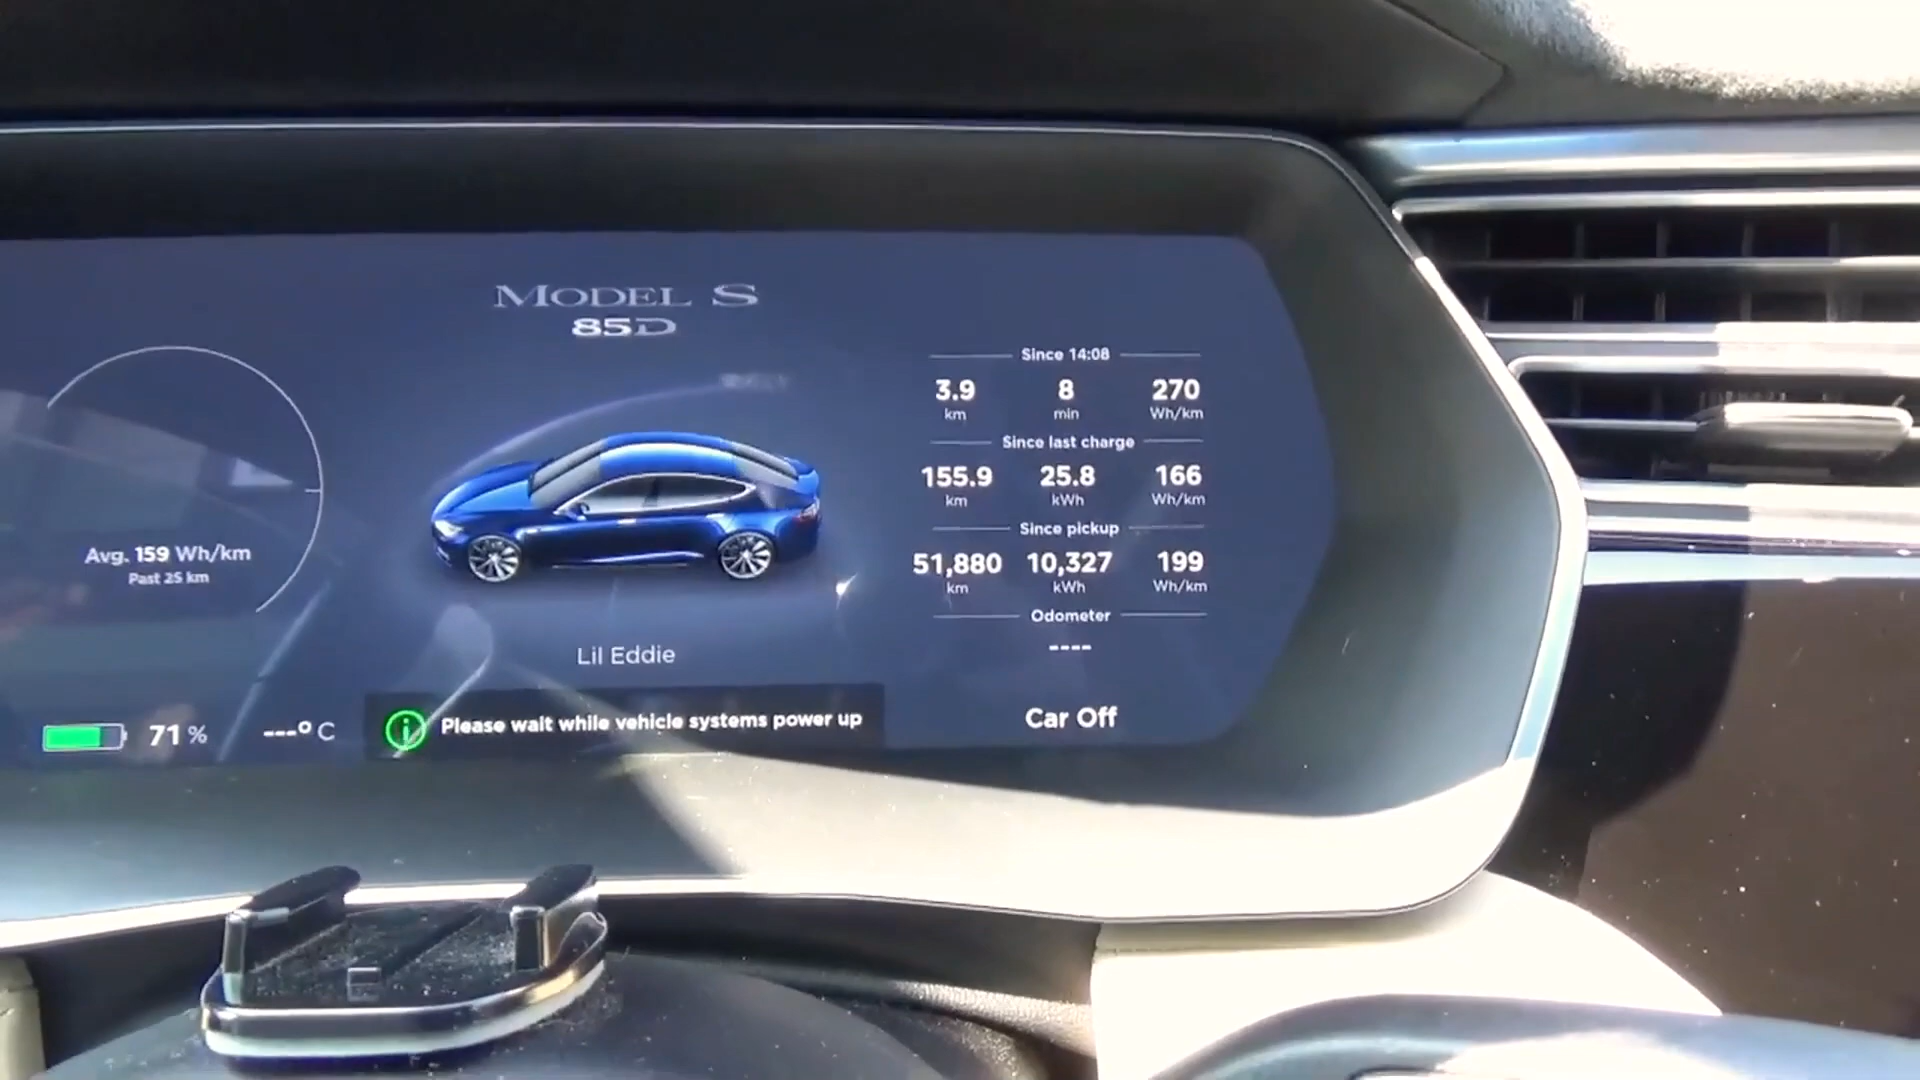 MODEL S
85D
Since 14:08
3.9 8 270
km min Wh/km
Since last charge
155.9 25.8 166
km kWh Wh/km
Since pickup
51,880 10,327 199
km kWh Wh/km
Odometer
----
Car Off
Avg. 159 Wh/km
Past 25 km
Lil Eddie
71 % ---° C
Please wait while vehicle systems power up